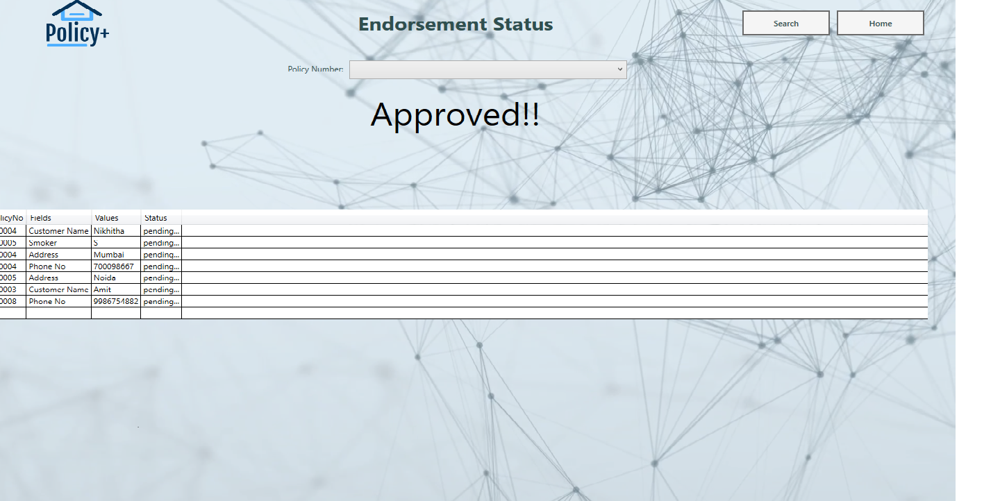 Policy+
Endorsement Status
Search
Home
Policy Number:
Approved!!
licyNo Fields Values Status
0004 Customer Name Nikhitha pending...
0005 Smoker S pending...
0004 Address Mumbai pending...
0004 Phone No 700098667 pending...
0005 Address Noida pending...
0003 Customer Name Amit pending...
0008 Phone No 9986754882 pending...